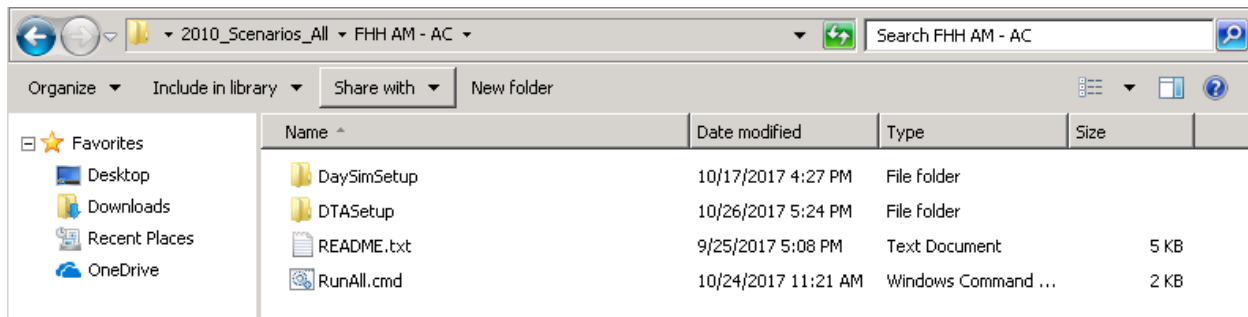 2010_Scenarios_All FHH AM - AC Search FHH AM - AC
Organize Include in library Share with New folder
Favorites
Desktop
Downloads
Recent Places
OneDrive
Name Date modified Type Size
DaySimSetup 10/17/2017 4:27 PM File folder
DTASetup 10/26/2017 5:24 PM File folder
README.txt 9/25/2017 5:08 PM Text Document 5 KB
RunAll.cmd 10/24/2017 11:21 AM Windows Command ... 2 KB